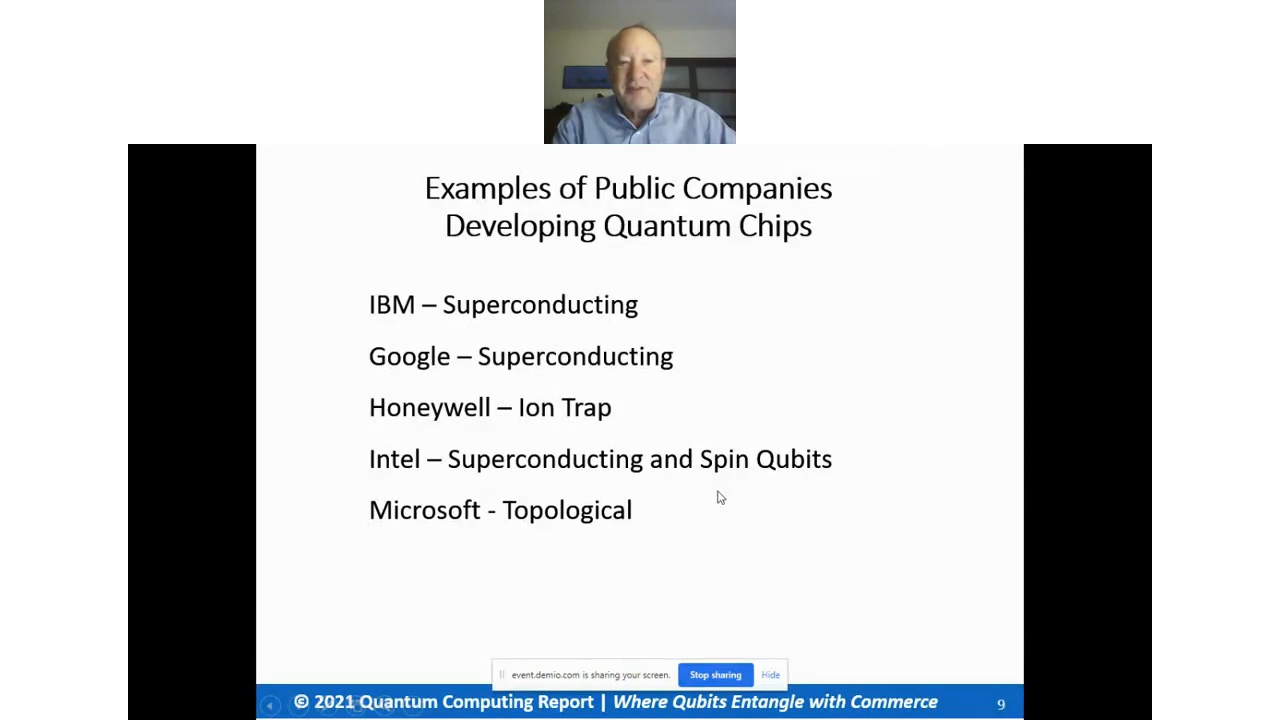 Examples of Public Companies
Developing Quantum Chips
IBM – Superconducting
Google – Superconducting
Honeywell – Ion Trap
Intel – Superconducting and Spin Qubits
Microsoft - Topological
event.demio.com is sharing your screen. Stop sharing Hide
© 2021 Quantum Computing Report | Where Qubits Entangle with Commerce 9